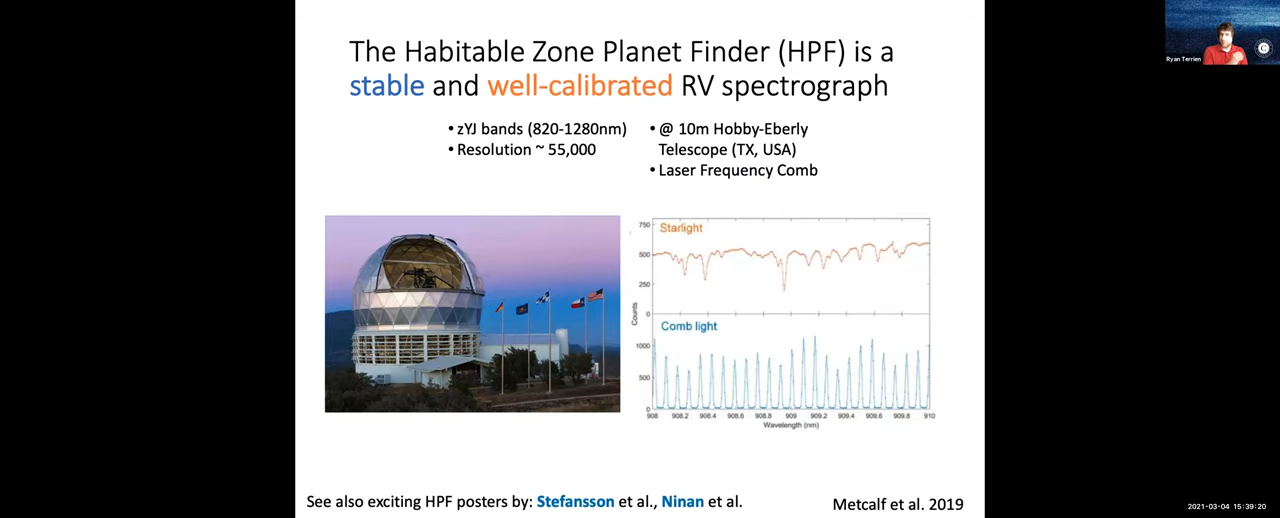 The Habitable Zone Planet Finder (HPF) is a
stable and well-calibrated RV spectrograph
• zYJ bands (820-1280nm)
• Resolution ~ 55,000
• @ 10m Hobby-Eberly
Telescope (TX, USA)
• Laser Frequency Comb
Starlight
750
500
250
0
Counts
Comb light
1000
500
0
908 908.2 908.4 908.6 908.8 909 909.2 909.4 909.6 909.8 910
Wavelength (nm)
See also exciting HPF posters by: Stefansson et al., Ninan et al.
Metcalf et al. 2019
Ryan Terrien
C
2021-03-04 15:39:20